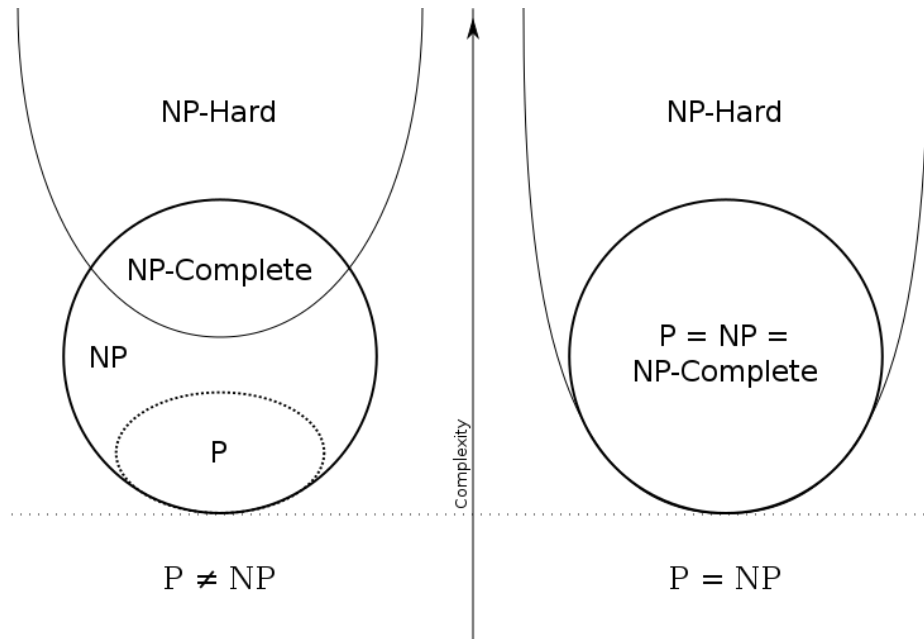 NP-Hard
NP-Complete
NP
P
P ≠ NP
Complexity
NP-Hard
P = NP =
NP-Complete
P = NP